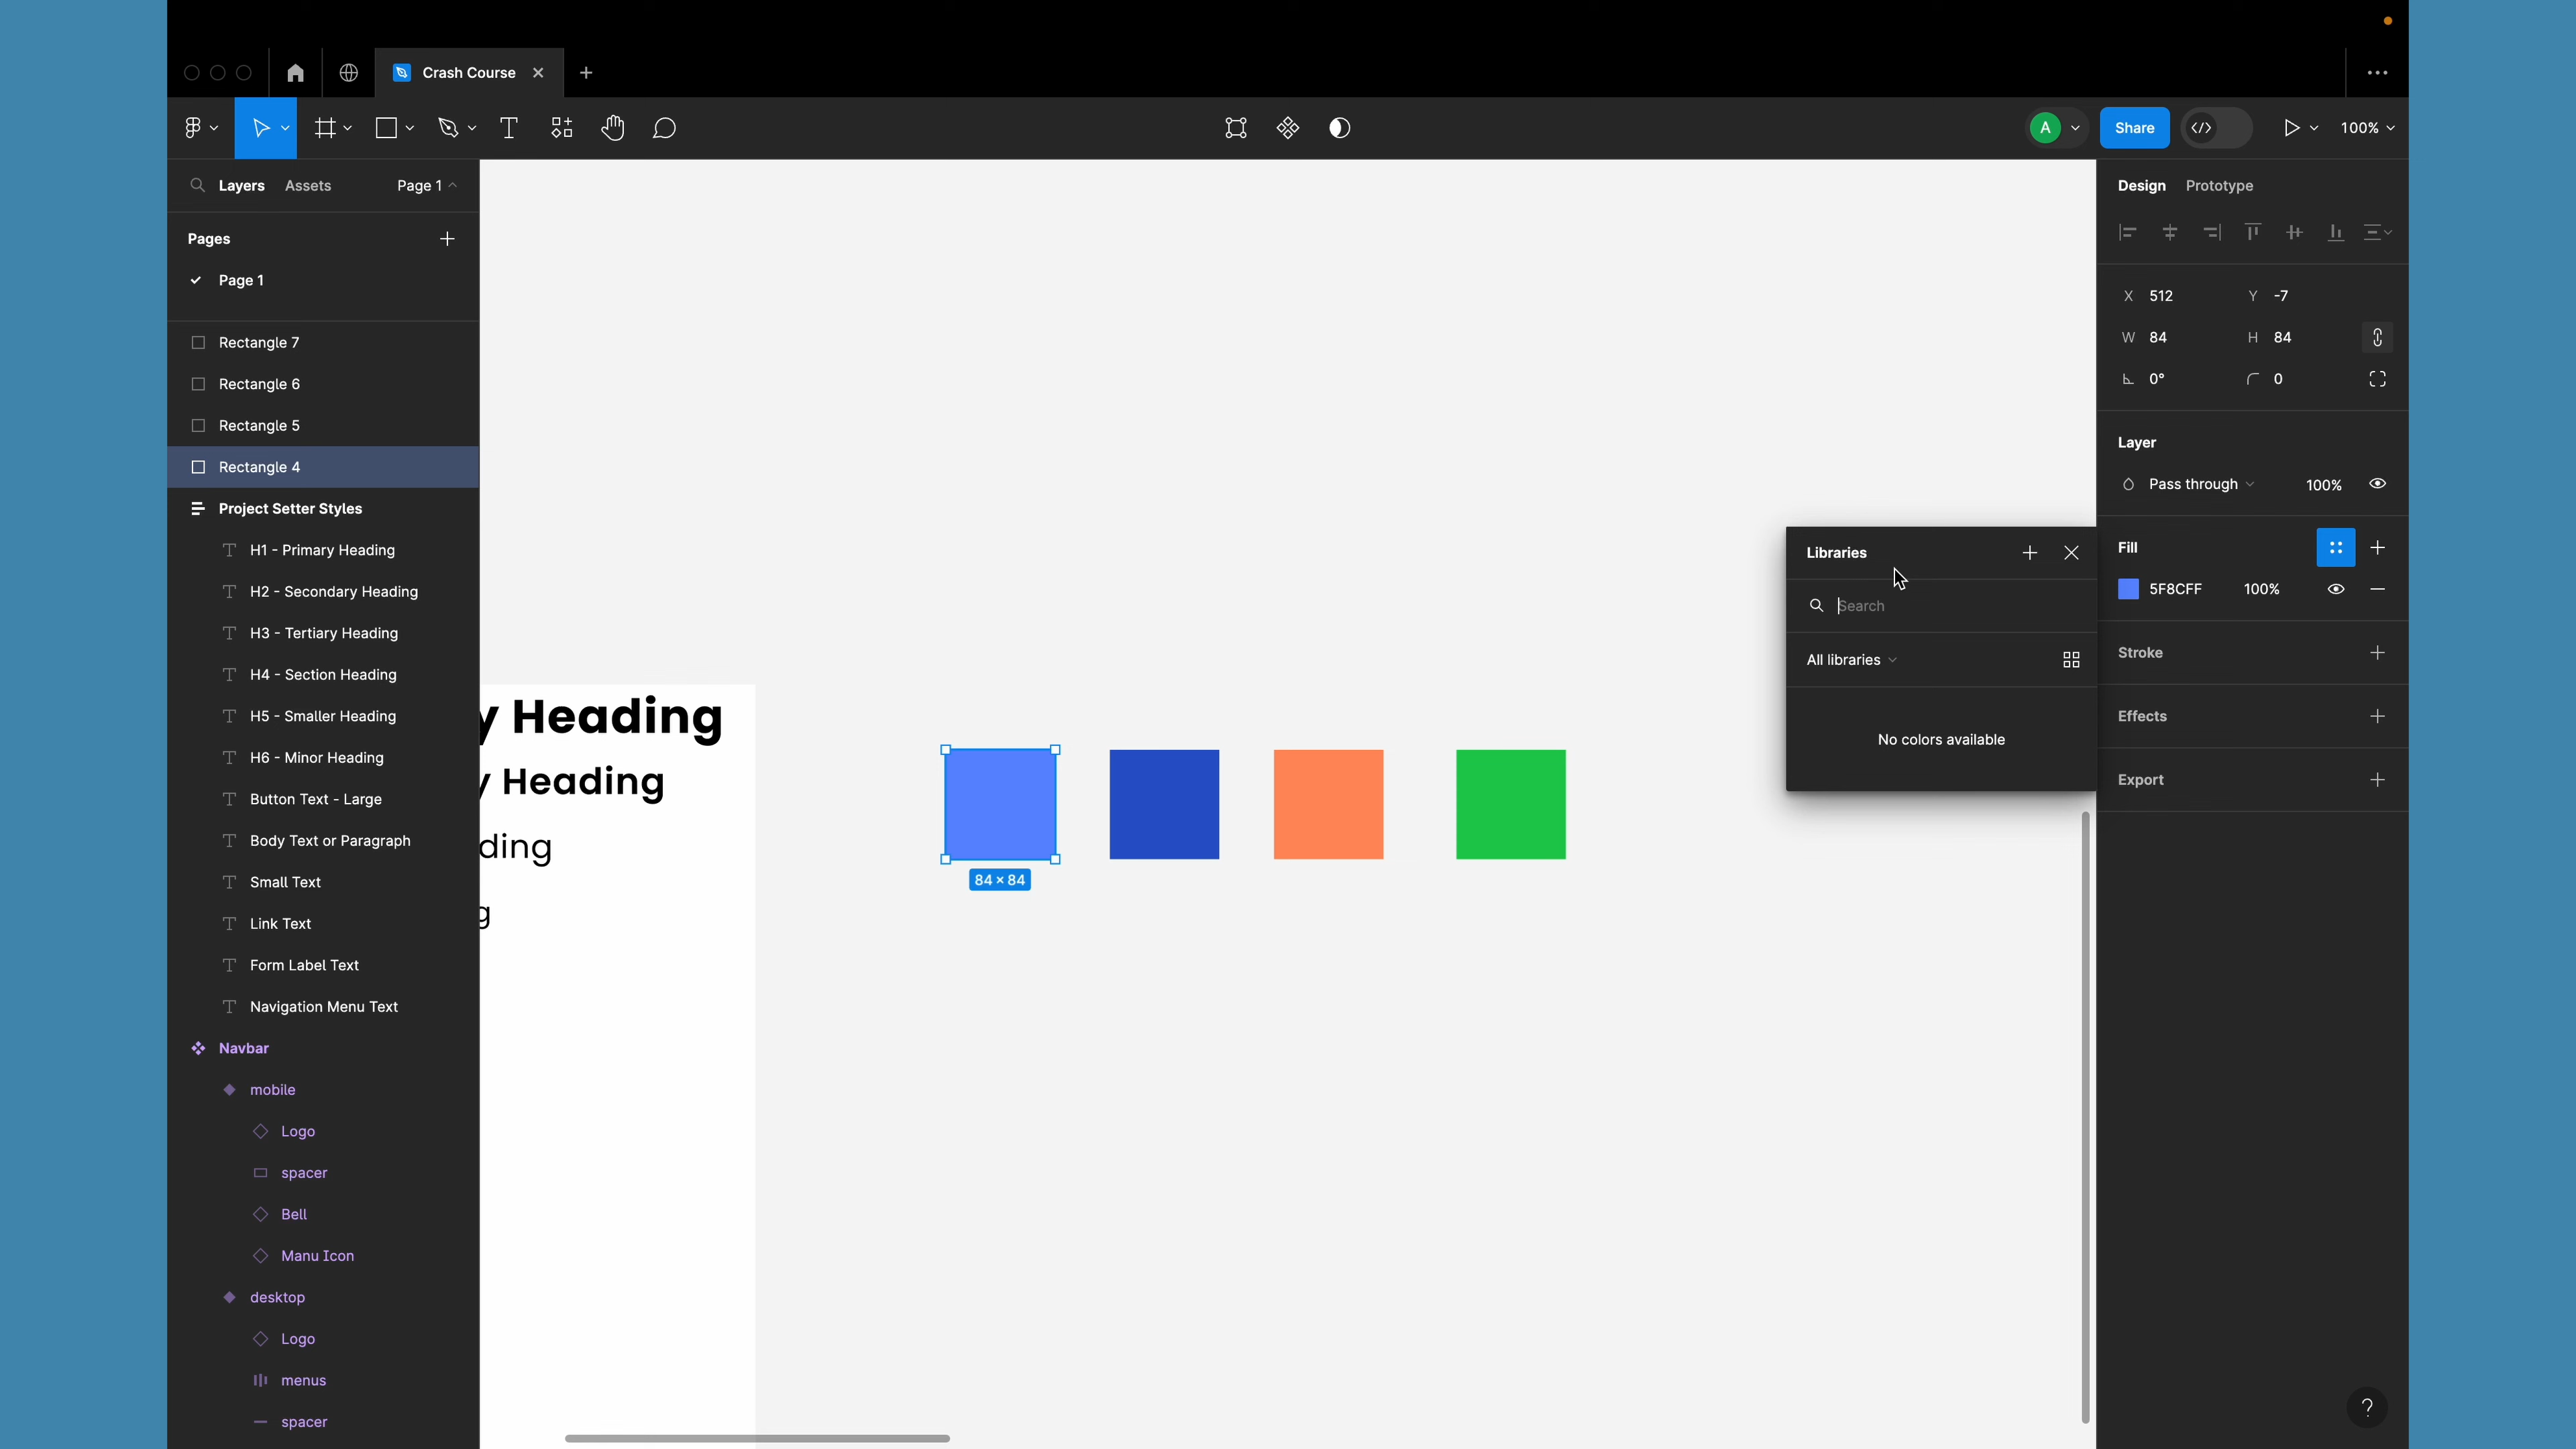 Crash Course
A
Share
100%
Layers Assets Page 1
Pages
Page 1
Rectangle 7
Rectangle 6
Rectangle 5
Rectangle 4
Project Setter Styles
H1 - Primary Heading
H2 - Secondary Heading
H3 - Tertiary Heading
H4 - Section Heading
H5 - Smaller Heading
H6 - Minor Heading
Button Text - Large
Body Text or Paragraph
Small Text
Link Text
Form Label Text
Navigation Menu Text
Navbar
mobile
Logo
spacer
Bell
Manu Icon
desktop
Logo
menus
spacer
y Heading
y Heading
ding
g
84 × 84
Libraries
Search
All libraries
No colors available
Design Prototype
X 512 Y -7
W 84 H 84
0° 0
Layer
Pass through 100%
Fill
5F8CFF 100%
Stroke
Effects
Export
?